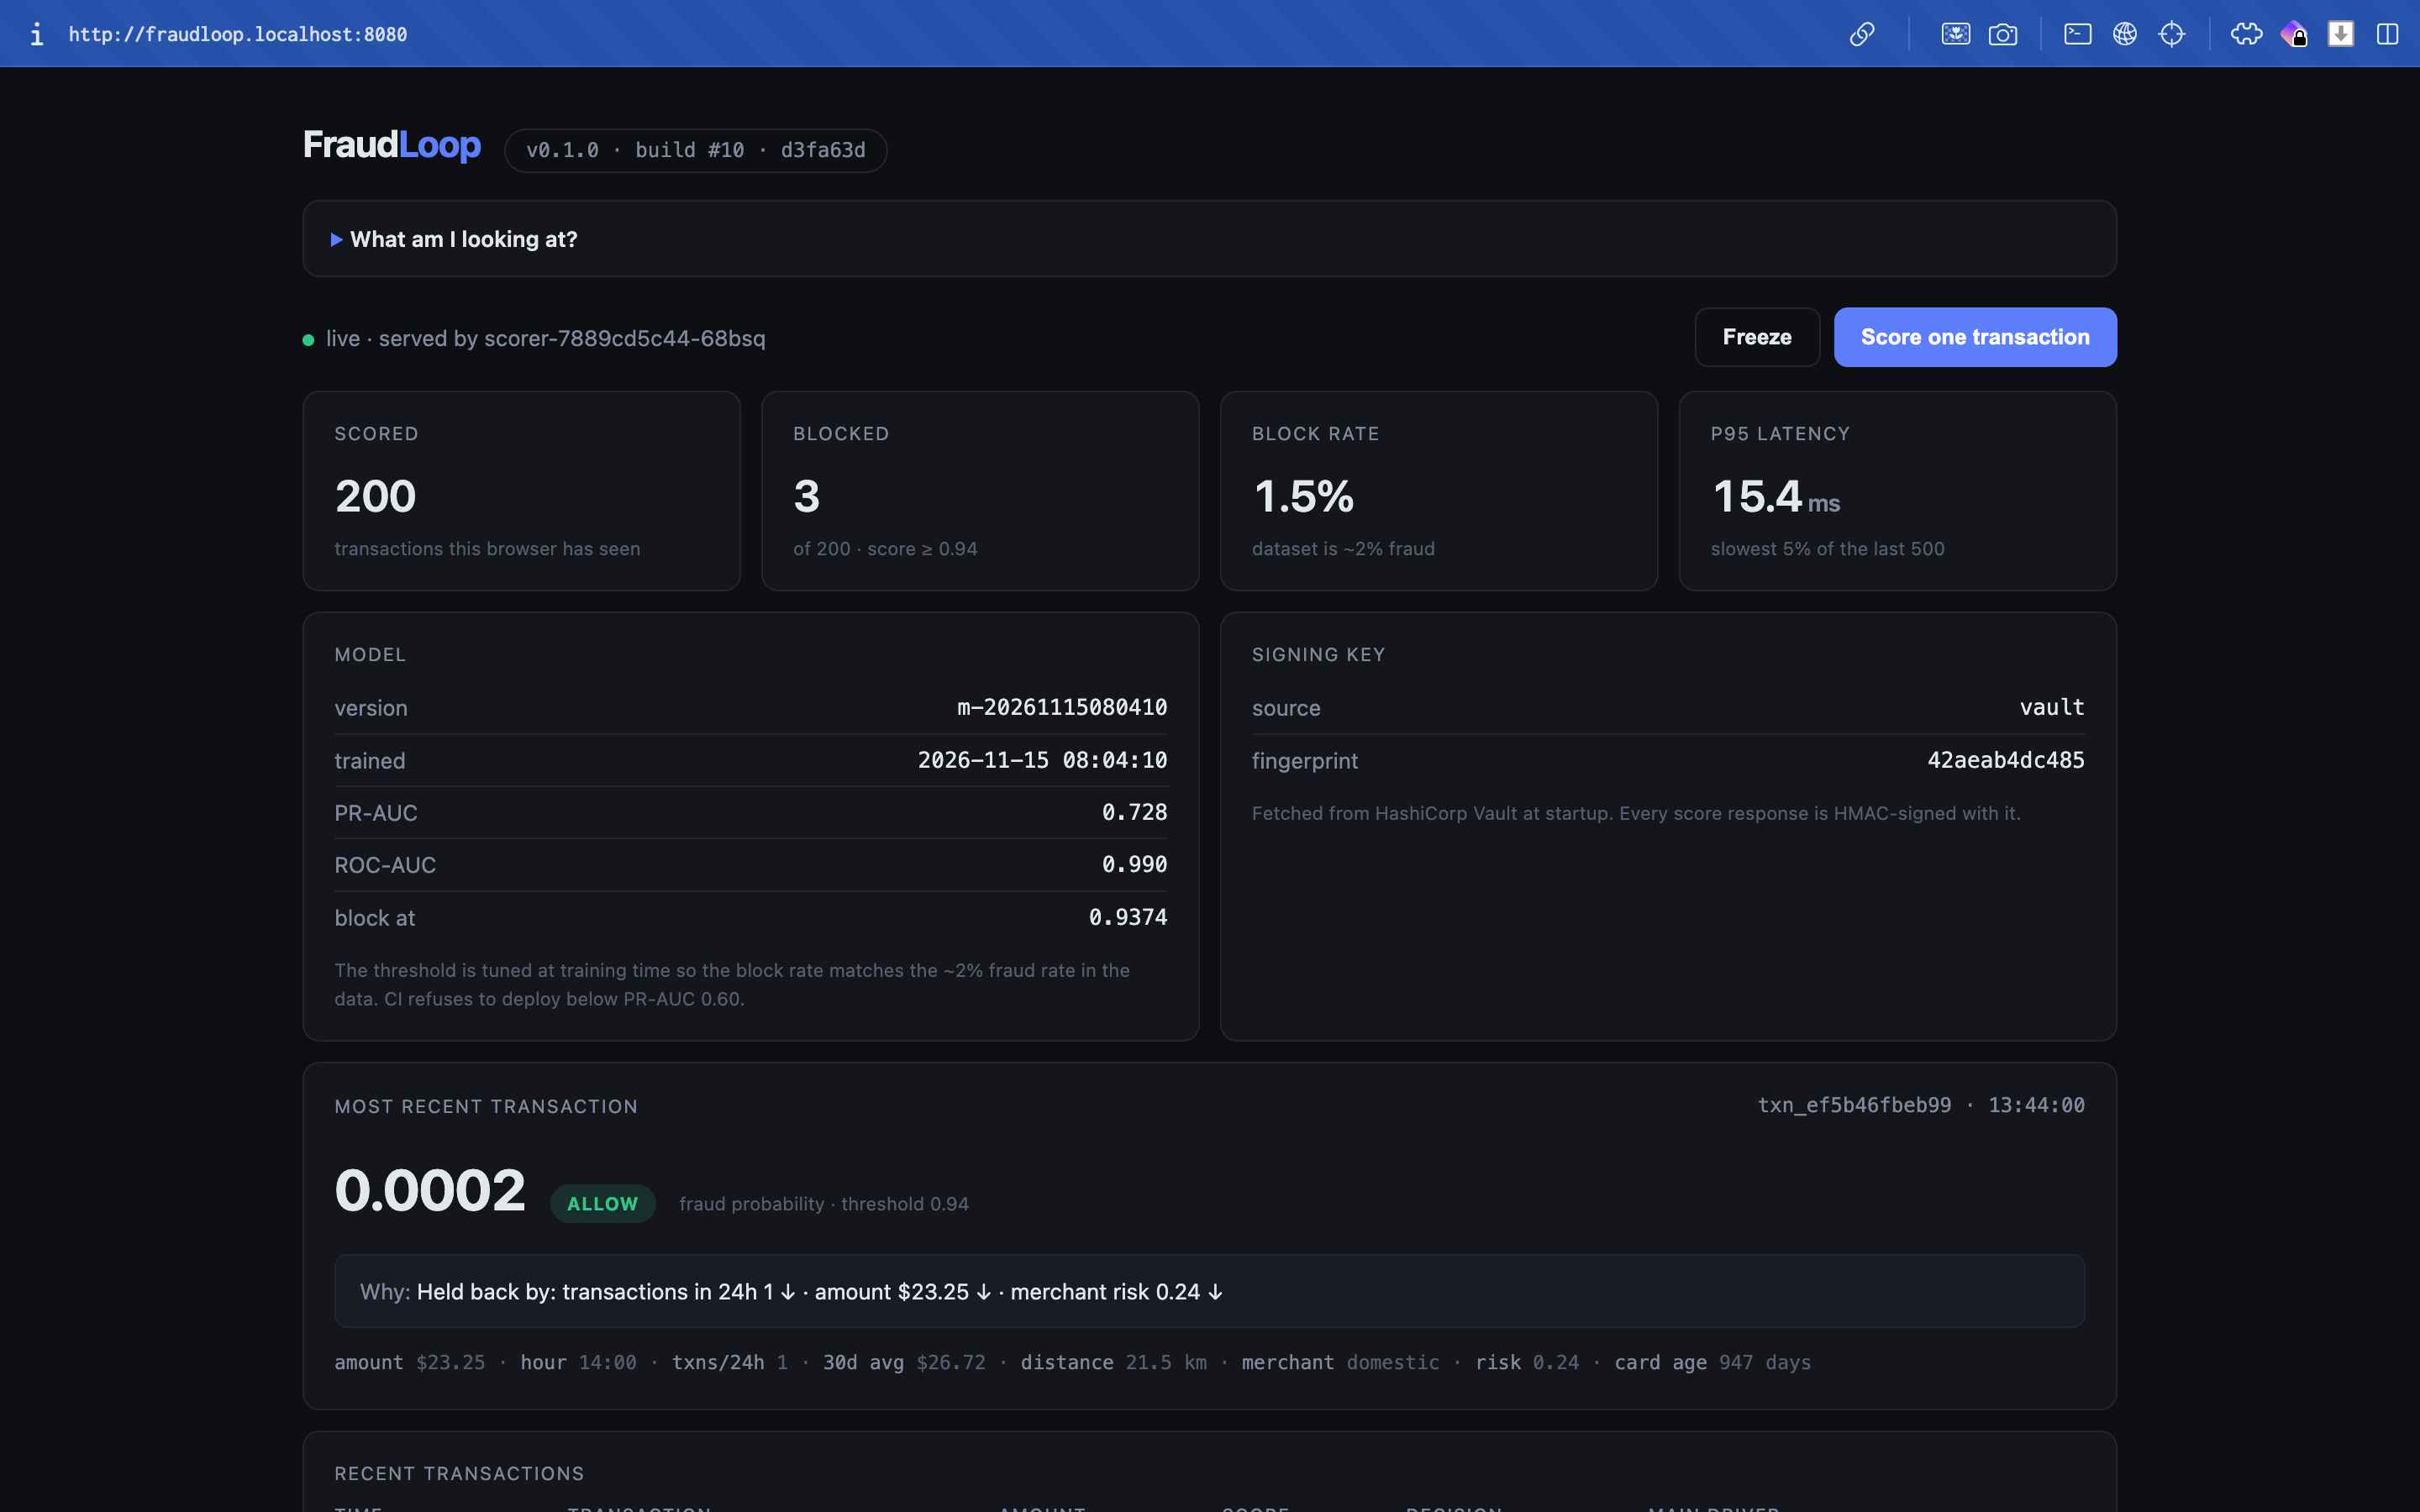 i http://fraudloop.localhost:8080
FraudLoop v0.1.0 · build #10 · d3fa63d
▶ What am I looking at?
live · served by scorer-7889cd5c44-68bsq
Freeze
Score one transaction
SCORED
200
transactions this browser has seen
BLOCKED
3
of 200 · score ≥ 0.94
BLOCK RATE
1.5%
dataset is ~2% fraud
P95 LATENCY
15.4 ms
slowest 5% of the last 500
MODEL
version m-20261115080410
trained 2026-11-15 08:04:10
PR-AUC 0.728
ROC-AUC 0.990
block at 0.9374
The threshold is tuned at training time so the block rate matches the ~2% fraud rate in the
data. CI refuses to deploy below PR-AUC 0.60.
SIGNING KEY
source vault
fingerprint 42aeab4dc485
Fetched from HashiCorp Vault at startup. Every score response is HMAC-signed with it.
MOST RECENT TRANSACTION txn_ef5b46fbeb99 · 13:44:00
0.0002 ALLOW fraud probability · threshold 0.94
Why: Held back by: transactions in 24h 1 ↓ · amount $23.25 ↓ · merchant risk 0.24 ↓
amount $23.25 · hour 14:00 · txns/24h 1 · 30d avg $26.72 · distance 21.5 km · merchant domestic · risk 0.24 · card age 947 days
RECENT TRANSACTIONS
TIME TRANSACTION AMOUNT SCORE DECISION MAIN DRIVER